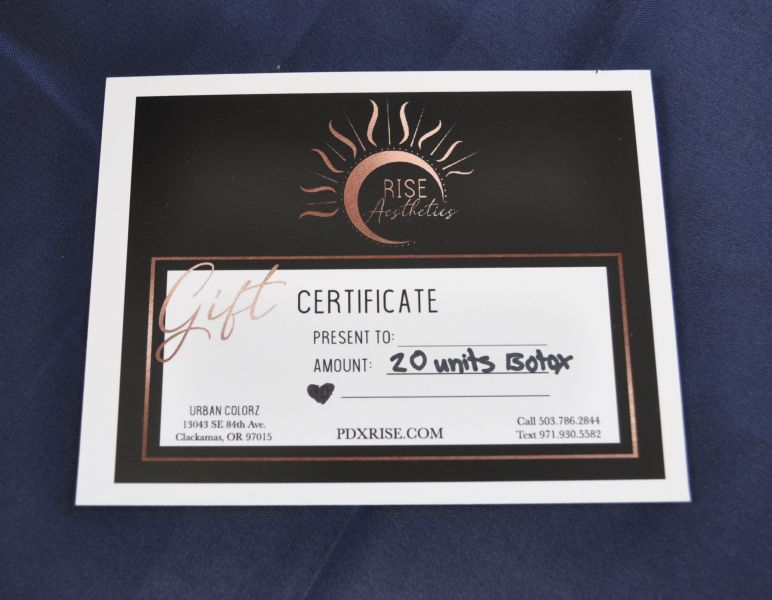 RISE
Aesthetics
Gift CERTIFICATE
PRESENT TO:
AMOUNT: 20 units Botox
URBAN COLORZ
13043 SE 84th Ave.
Clackamas, OR 97015
PDXRISE.COM
Call 503.786.2844
Text 971.930.5582